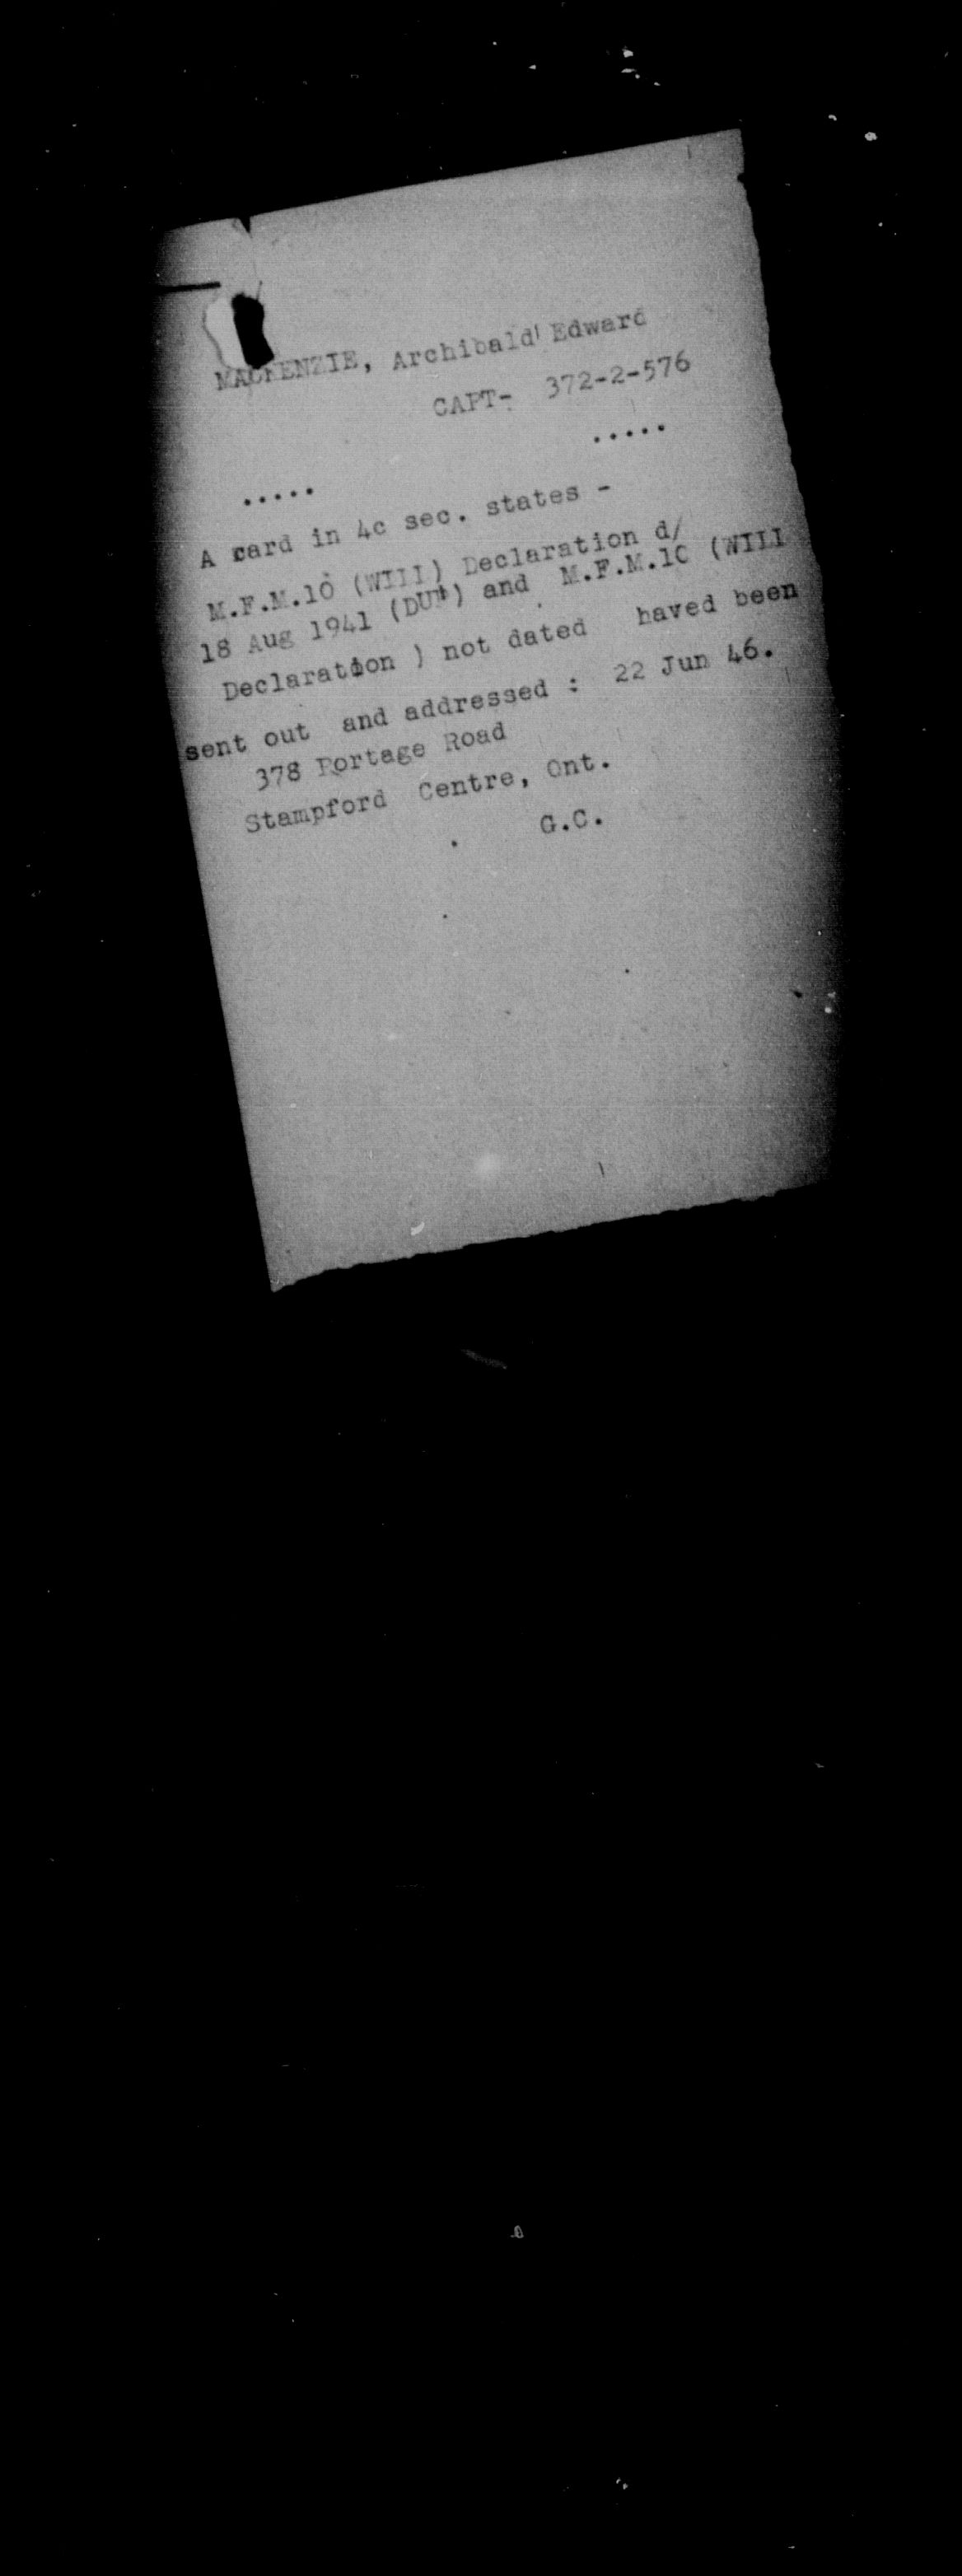 MACKENZIE, Archibald Edward
CAPT- 372-2-576
.....
.....
A card in 4c sec. states -
M.F.M.10 (WILL) Declaration d/
18 Aug 1941 (DUP) and M.F.M.10 (WILL
Declaration ) not dated haved been
sent out and addressed : 22 Jun 46.
378 Portage Road
Stampford Centre, Ont.
G.C.